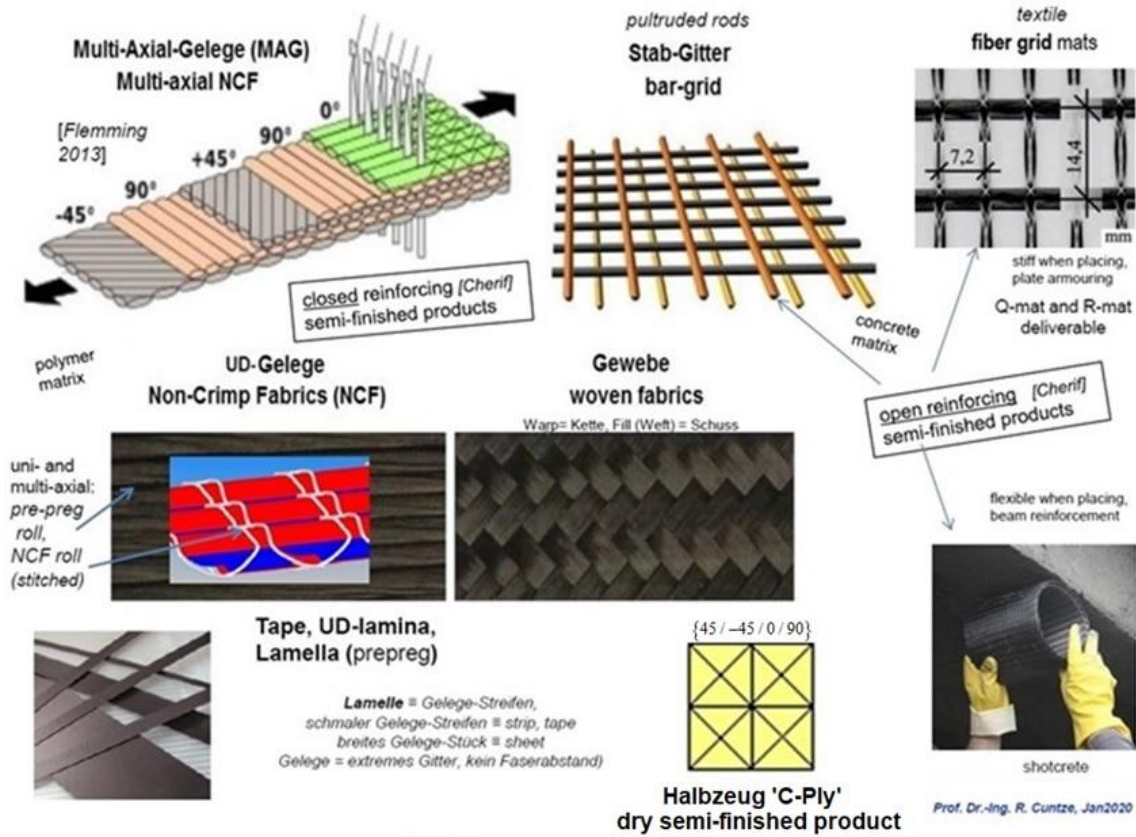 Multi-Axial-Gelege (MAG)
Multi-axial NCF
[Flemming
2013]
-45°
90°
+45°
90°
0°
closed reinforcing [Cherif]
semi-finished products
polymer
matrix
pultruded rods
Stab-Gitter
bar-grid
concrete
matrix
textile
fiber grid mats
7,2
14,4
mm
stiff when placing,
plate armouring
Q-mat and R-mat
deliverable
open reinforcing [Cherif]
semi-finished products
UD-Gelege
Non-Crimp Fabrics (NCF)
Gewebe
woven fabrics
Warp= Kette, Fill (Weft) = Schuss
uni- and
multi-axial:
pre-preg
roll,
NCF roll
(stitched)
flexible when placing,
beam reinforcement
shotcrete
Tape, UD-lamina,
Lamella (prepreg)
Lamelle ≡ Gelege-Streifen,
schmaler Gelege-Streifen ≡ strip, tape
breites Gelege-Stück ≡ sheet
Gelege = extremes Gitter, kein Faserabstand)
{45 / −45 / 0 / 90}
Halbzeug 'C-Ply'
dry semi-finished product
Prof. Dr.-Ing. R. Cuntze, Jan2020